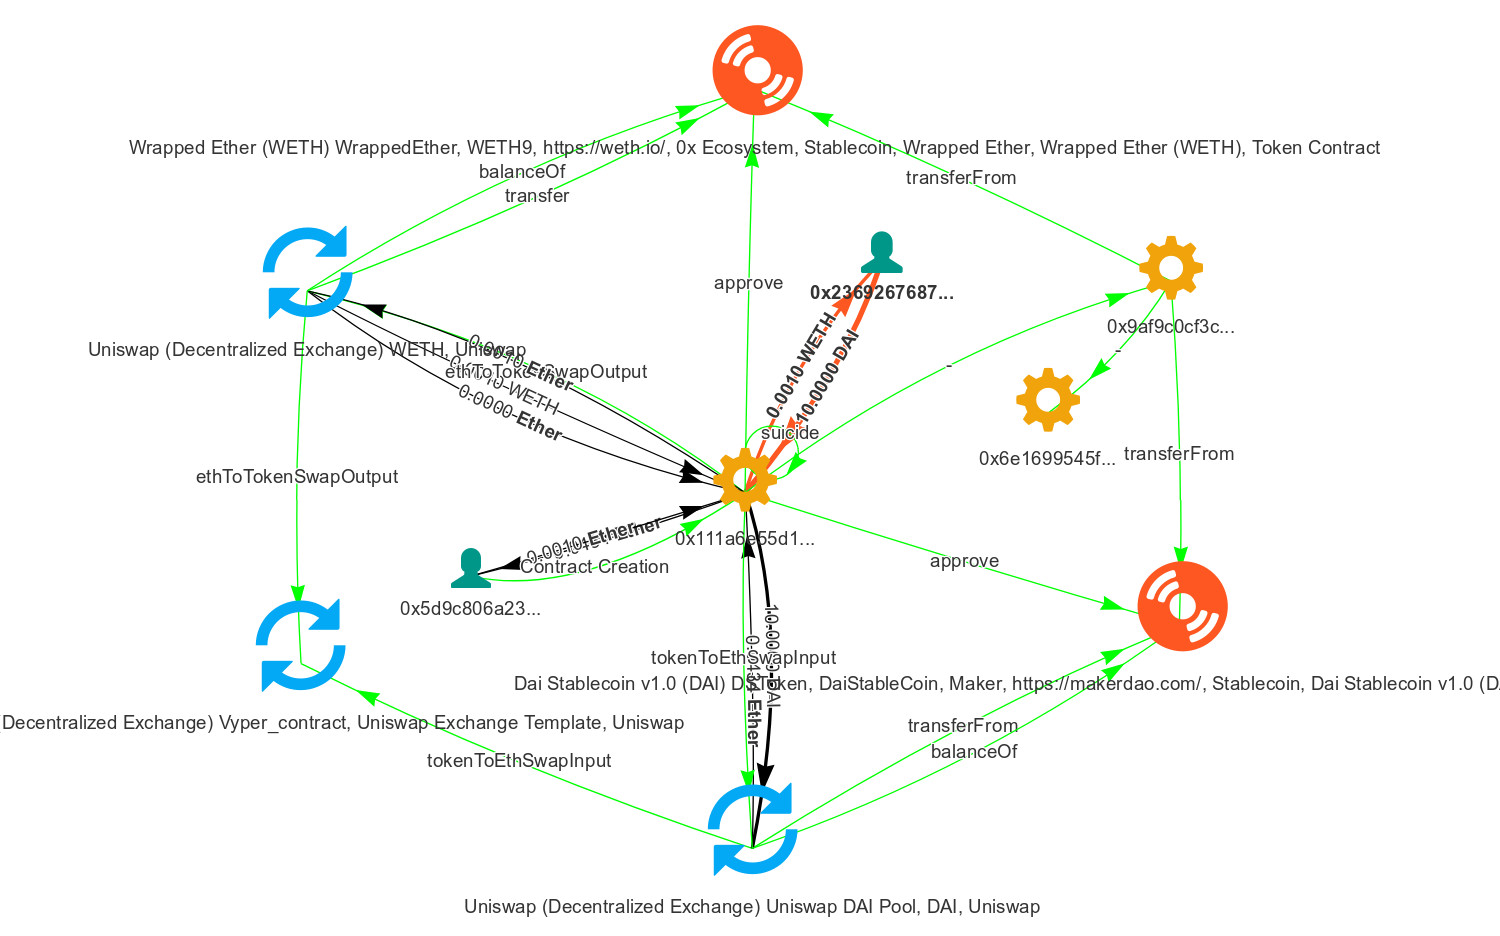 Wrapped Ether (WETH) WrappedEther, WETH9, https://weth.io/, 0x Ecosystem, Stablecoin, Wrapped Ether, Wrapped Ether (WETH), Token Contract
balanceOf
transfer
transferFrom
approve
0x2369267687...
0.0010 WETH
10.0000 DAI
0x9af9c0cf3c...
-
-
Uniswap (Decentralized Exchange) WETH, Uniswap
0.0010 Ether
ethToTokenSwapOutput
0.0010 WETH
0.0000 Ether
suicide
0x6e1699545f...
transferFrom
ethToTokenSwapOutput
0x111a6e55d1...
0.0010 Ether
Contract Creation
approve
0x5d9c806a23...
tokenToEthSwapInput
10.0000 DAI
Ether
Dai Stablecoin v1.0 (DAI) DSToken, DaiStableCoin, Maker, https://makerdao.com/, Stablecoin, Dai Stablecoin v1.0 (DA
(Decentralized Exchange) Vyper_contract, Uniswap Exchange Template, Uniswap
transferFrom
balanceOf
tokenToEthSwapInput
Uniswap (Decentralized Exchange) Uniswap DAI Pool, DAI, Uniswap